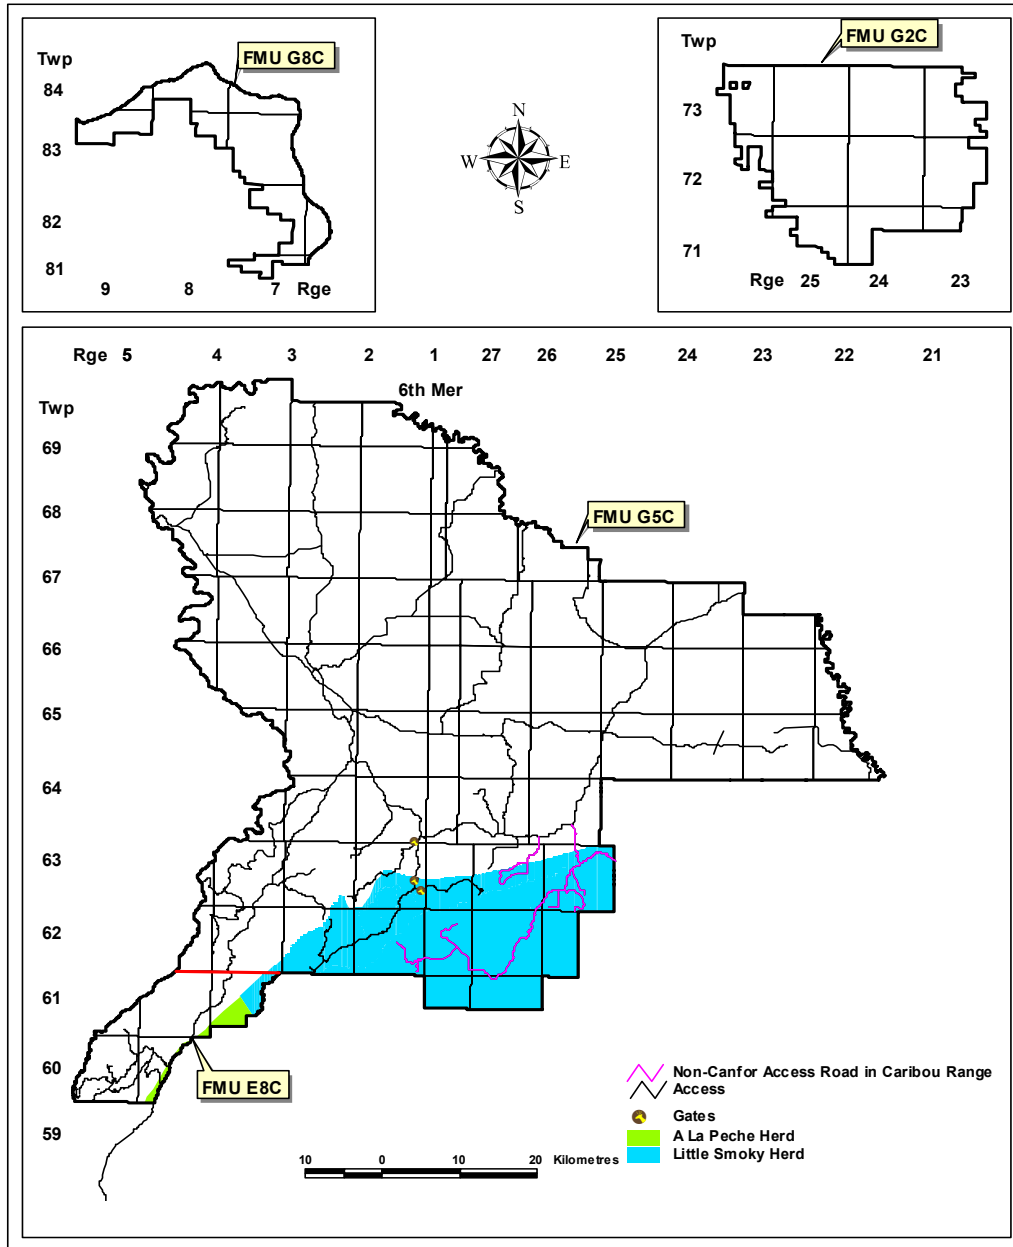 Twp
FMU G8C
84
83
82
81
9 8 7 Rge
N
W E
S
Twp
FMU G2C
73
72
71
Rge 25 24 23
Rge 5 4 3 2 1 27 26 25 24 23 22 21
6th Mer
Twp
69
68
FMU G5C
67
66
65
64
63
62
61
60
FMU E8C
59
Non-Canfor Access Road in Caribou Range
Access
Gates
A La Peche Herd
Little Smoky Herd
10 0 10 20 Kilometres